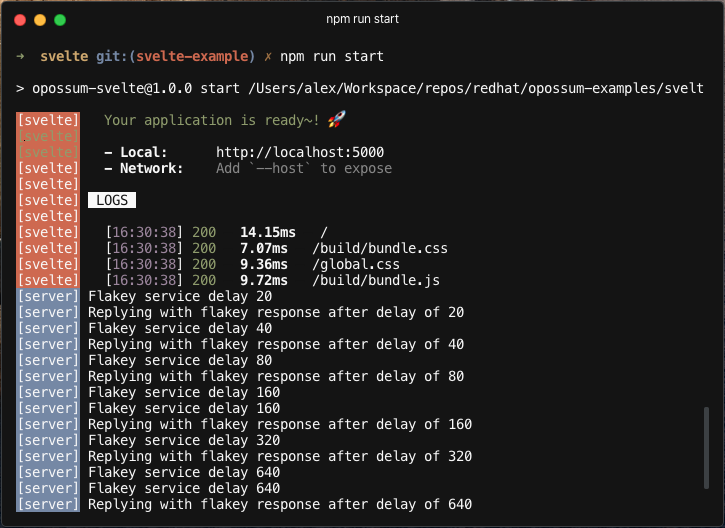 npm run start
→ svelte git:(svelte-example) ✗ npm run start
> opossum-svelte@1.0.0 start /Users/alex/Workspace/repos/redhat/opossum-examples/svelt
[svelte] Your application is ready~! 🚀
[svelte]
[svelte] - Local: http://localhost:5000
[svelte] - Network: Add `--host` to expose
[svelte]
[svelte] LOGS
[svelte]
[svelte] [16:30:38] 200 14.15ms /
[svelte] [16:30:38] 200 7.07ms /build/bundle.css
[svelte] [16:30:38] 200 9.36ms /global.css
[svelte] [16:30:38] 200 9.72ms /build/bundle.js
[server] Flakey service delay 20
[server] Replying with flakey response after delay of 20
[server] Flakey service delay 40
[server] Replying with flakey response after delay of 40
[server] Flakey service delay 80
[server] Replying with flakey response after delay of 80
[server] Flakey service delay 160
[server] Flakey service delay 160
[server] Replying with flakey response after delay of 160
[server] Flakey service delay 320
[server] Replying with flakey response after delay of 320
[server] Flakey service delay 640
[server] Flakey service delay 640
[server] Replying with flakey response after delay of 640